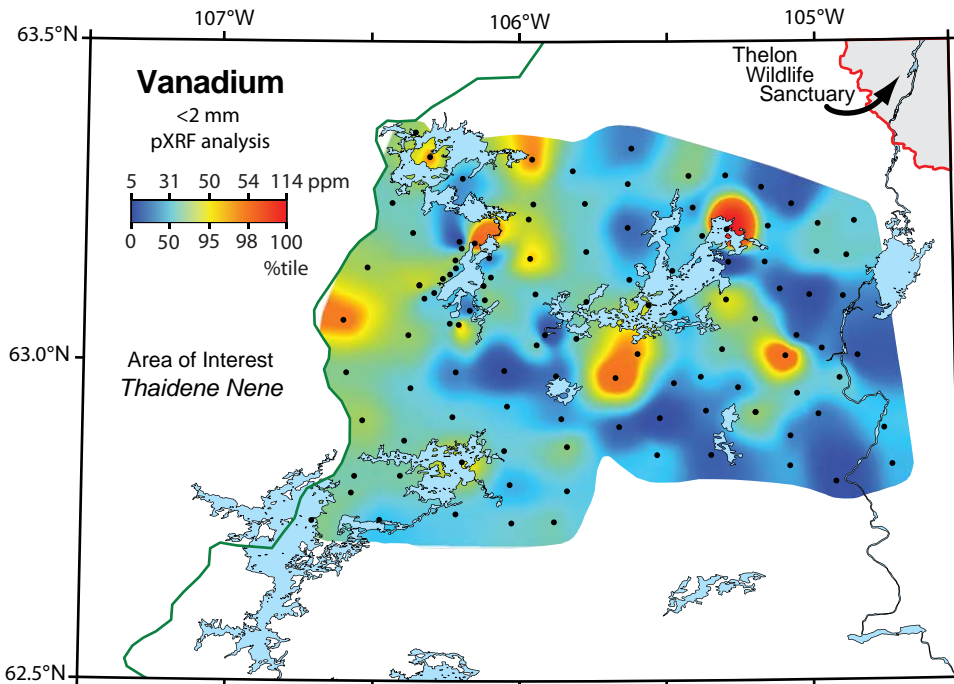 107°W 106°W 105°W
63.5°N
Thelon
Wildlife
Sanctuary
Vanadium
<2 mm
pXRF analysis
5 31 50 54 114 ppm
0 50 95 98 100
%tile
63.0°N
Area of Interest
Thaidene Nene
62.5°N